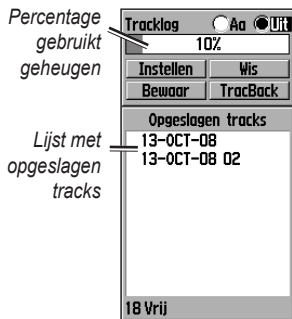 Percentage
gebruikt
geheugen
Tracklog Aa Uit
10%
Instellen Wis
Bewaar TracBack
Opgeslagen tracks
Lijst met
opgeslagen
tracks
13-OCT-08
13-OCT-08 02
18 Vrij